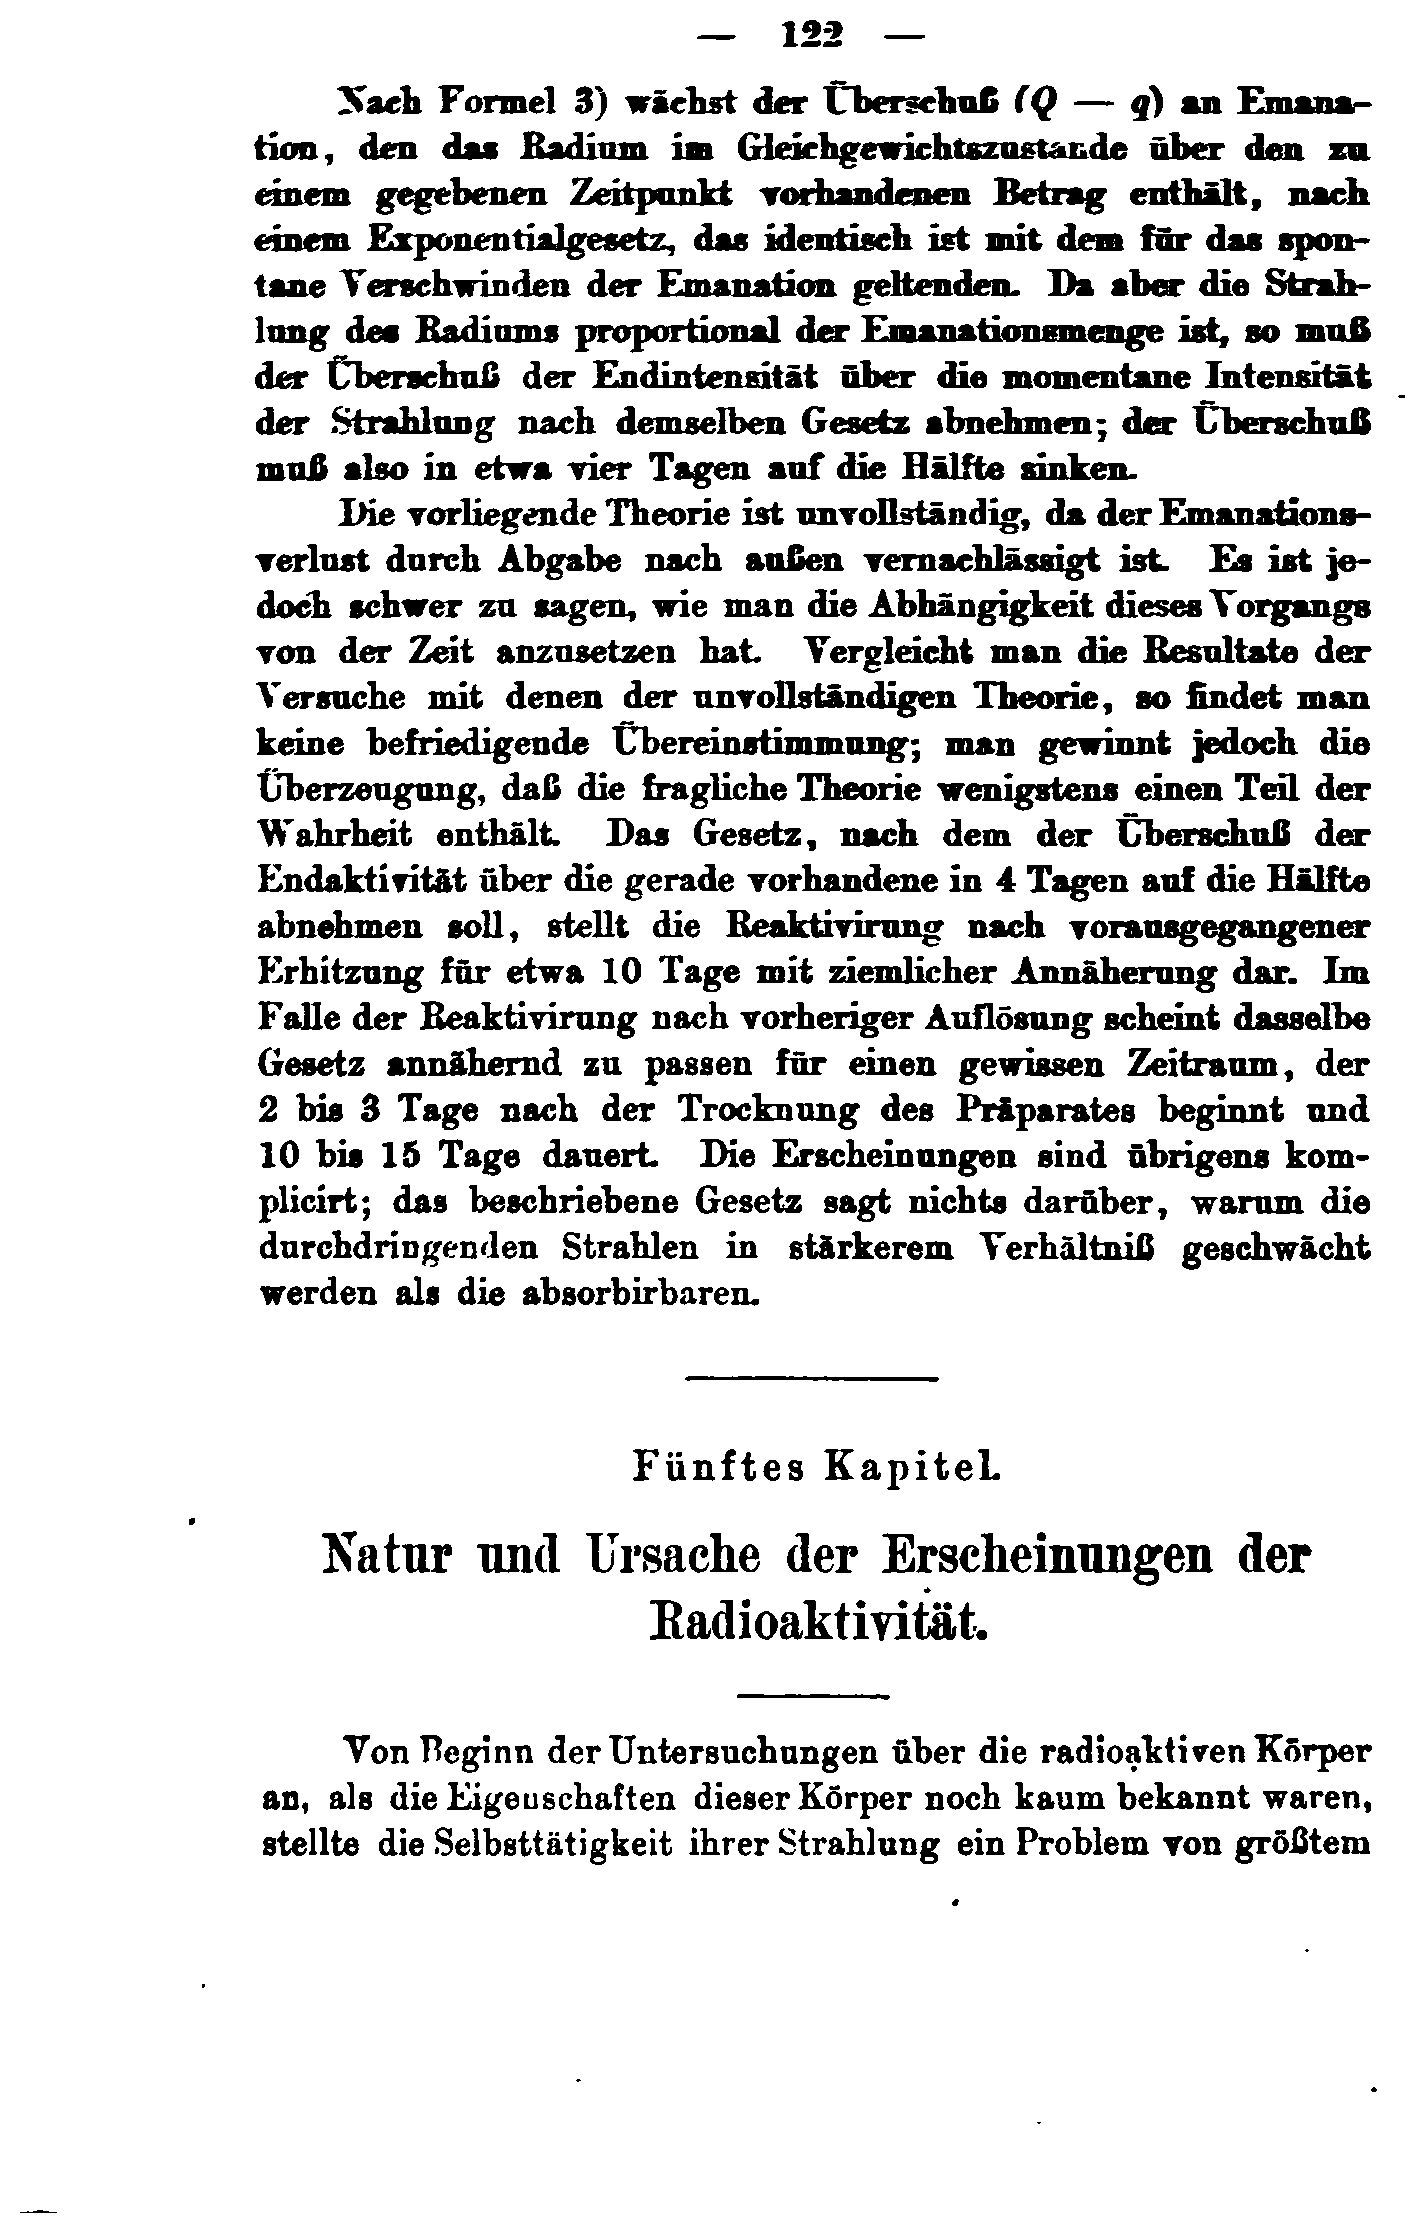 — 122 —
Nach Formel 3) wächst der Überschuß (Q — q) an Emana-
tion, den das Radium im Gleichgewichtszustande über den zu
einem gegebenen Zeitpunkt vorhandenen Betrag enthält, nach
einem Exponentialgesetz, das identisch ist mit dem für das spon-
tane Verschwinden der Emanation geltenden. Da aber die Strah-
lung des Radiums proportional der Emanationsmenge ist, so muß
der Überschuß der Endintensität über die momentane Intensität
der Strahlung nach demselben Gesetz abnehmen; der Überschuß
muß also in etwa vier Tagen auf die Hälfte sinken.
Die vorliegende Theorie ist unvollständig, da der Emanations-
verlust durch Abgabe nach außen vernachlässigt ist. Es ist je-
doch schwer zu sagen, wie man die Abhängigkeit dieses Vorgangs
von der Zeit anzusetzen hat. Vergleicht man die Resultate der
Versuche mit denen der unvollständigen Theorie, so findet man
keine befriedigende Übereinstimmung; man gewinnt jedoch die
Überzeugung, daß die fragliche Theorie wenigstens einen Teil der
Wahrheit enthält. Das Gesetz, nach dem der Überschuß der
Endaktivität über die gerade vorhandene in 4 Tagen auf die Hälfte
abnehmen soll, stellt die Reaktivirung nach vorausgegangener
Erhitzung für etwa 10 Tage mit ziemlicher Annäherung dar. Im
Falle der Reaktivirung nach vorheriger Auflösung scheint dasselbe
Gesetz annähernd zu passen für einen gewissen Zeitraum, der
2 bis 3 Tage nach der Trocknung des Präparates beginnt und
10 bis 15 Tage dauert. Die Erscheinungen sind übrigens kom-
plicirt; das beschriebene Gesetz sagt nichts darüber, warum die
durchdringenden Strahlen in stärkerem Verhältniß geschwächt
werden als die absorbirbaren.
Fünftes Kapitel.
Natur und Ursache der Erscheinungen der
Radioaktivität.
Von Beginn der Untersuchungen über die radioaktiven Körper
an, als die Eigenschaften dieser Körper noch kaum bekannt waren,
stellte die Selbsttätigkeit ihrer Strahlung ein Problem von größtem